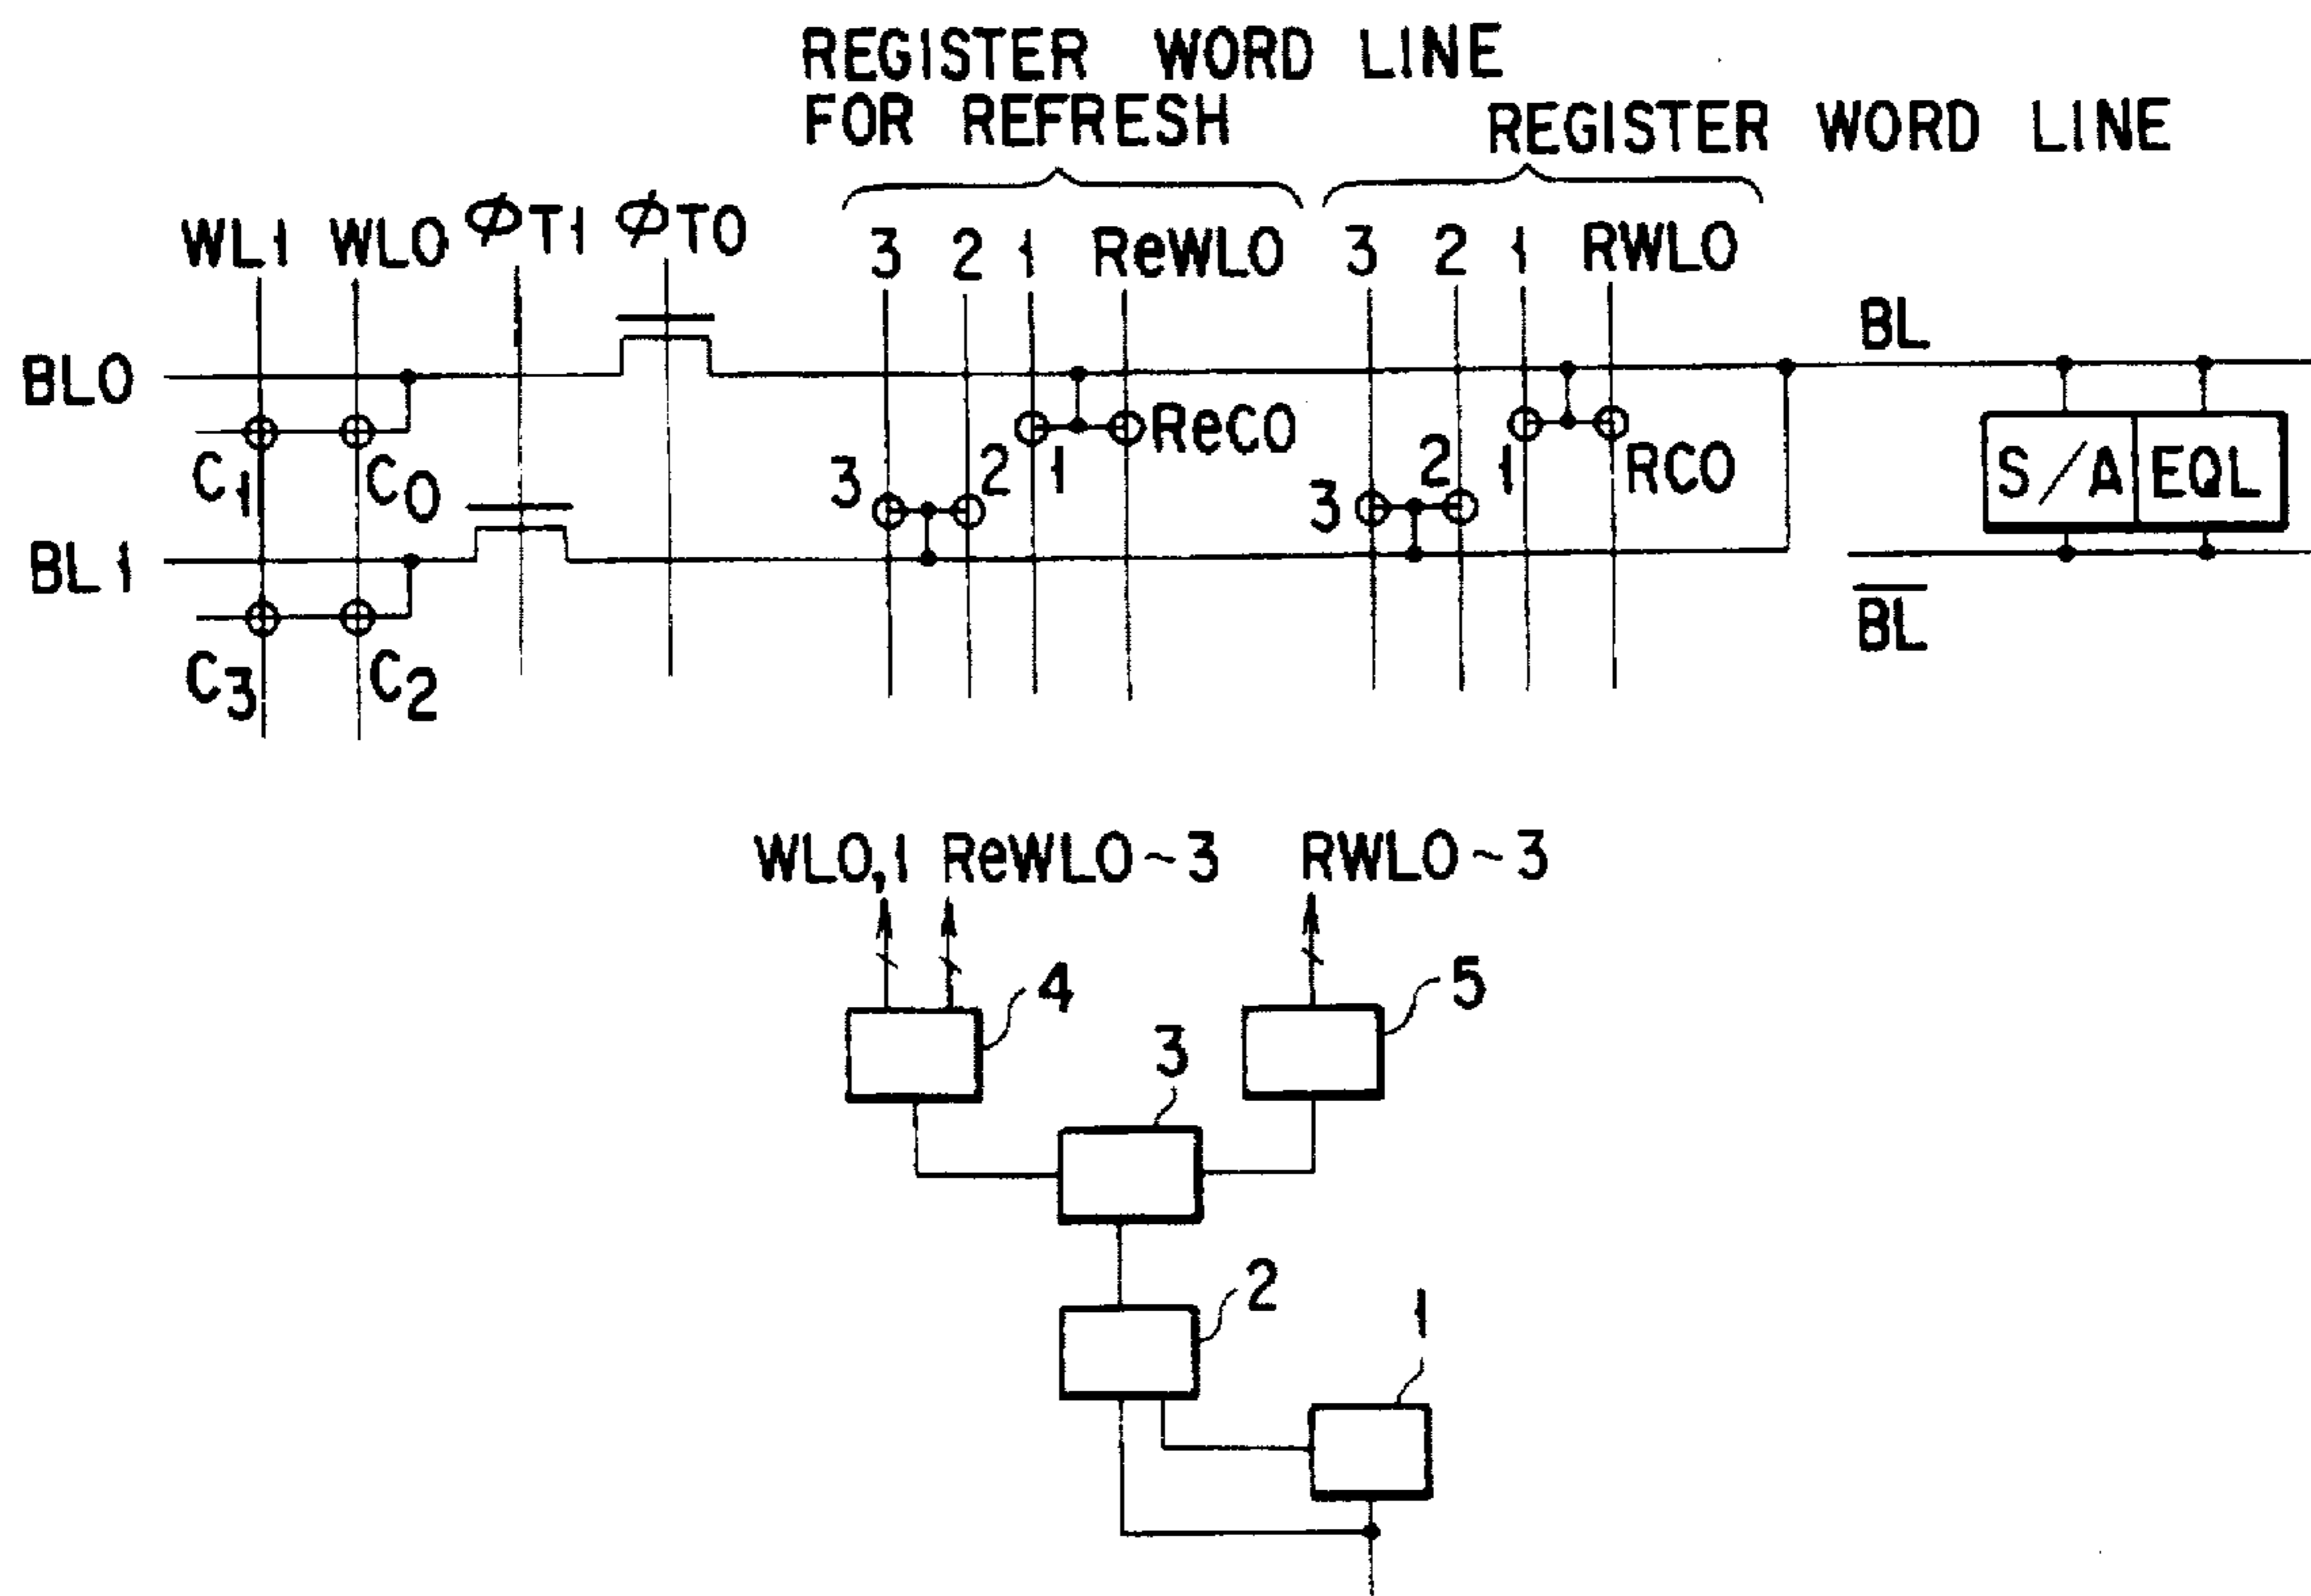 REGISTER WORD LINE
FOR REFRESH
REGISTER WORD LINE
WL1 WL0 ϕT1 ϕT0 3 2 1 ReWL0 3 2 1 RWL0
BL
BL0
ReC0
C1 C0 3 2 1 3 2 1 RC0 S/A EQL
BL1
B̅L̅
C3 C2
WL0,1 ReWL0~3 RWL0~3
4 5
3
2 1